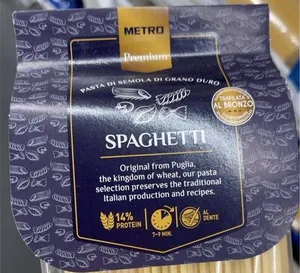 METRO
Premium
PASTA DI SEMOLA DI GRANO DURO
TRAFILATA
AL BRONZO
SPAGHETTI
Original from Puglia,
the kingdom of wheat, our pasta
selection preserves the traditional
Italian production and recipes.
14%
PROTEIN
7-9 MIN.
AL
DENTE